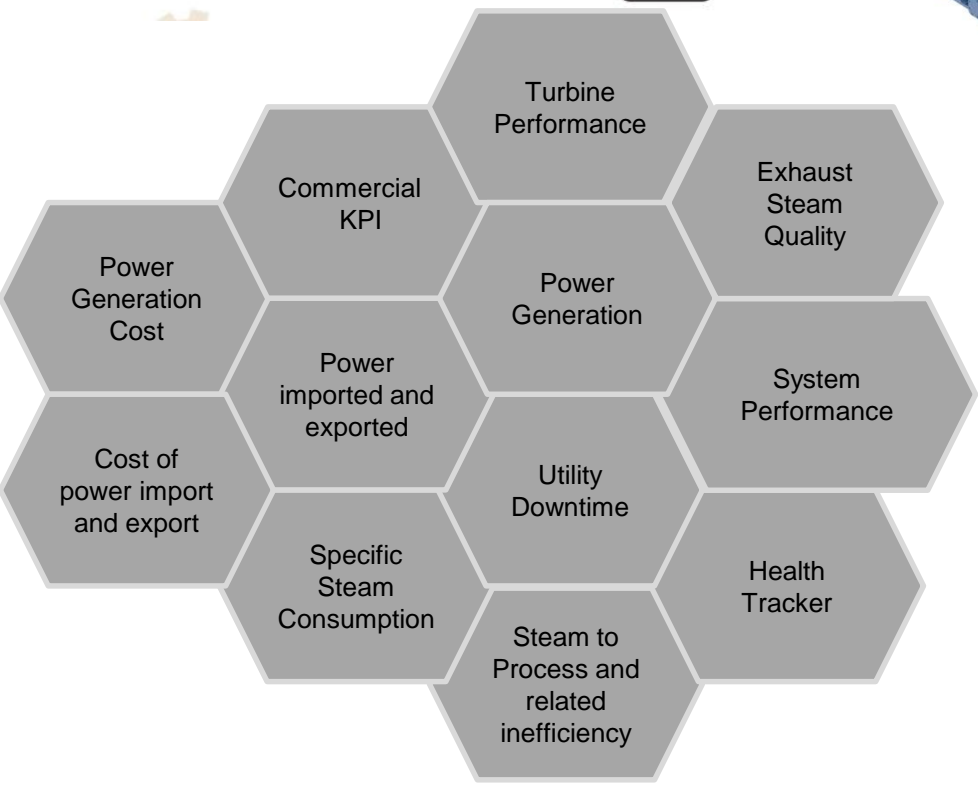 Turbine
Performance
Commercial
KPI
Exhaust
Steam
Quality
Power
Generation
Cost
Power
Generation
Power
imported and
exported
System
Performance
Cost of
power import
and export
Utility
Downtime
Specific
Steam
Consumption
Health
Tracker
Steam to
Process and
related
inefficiency